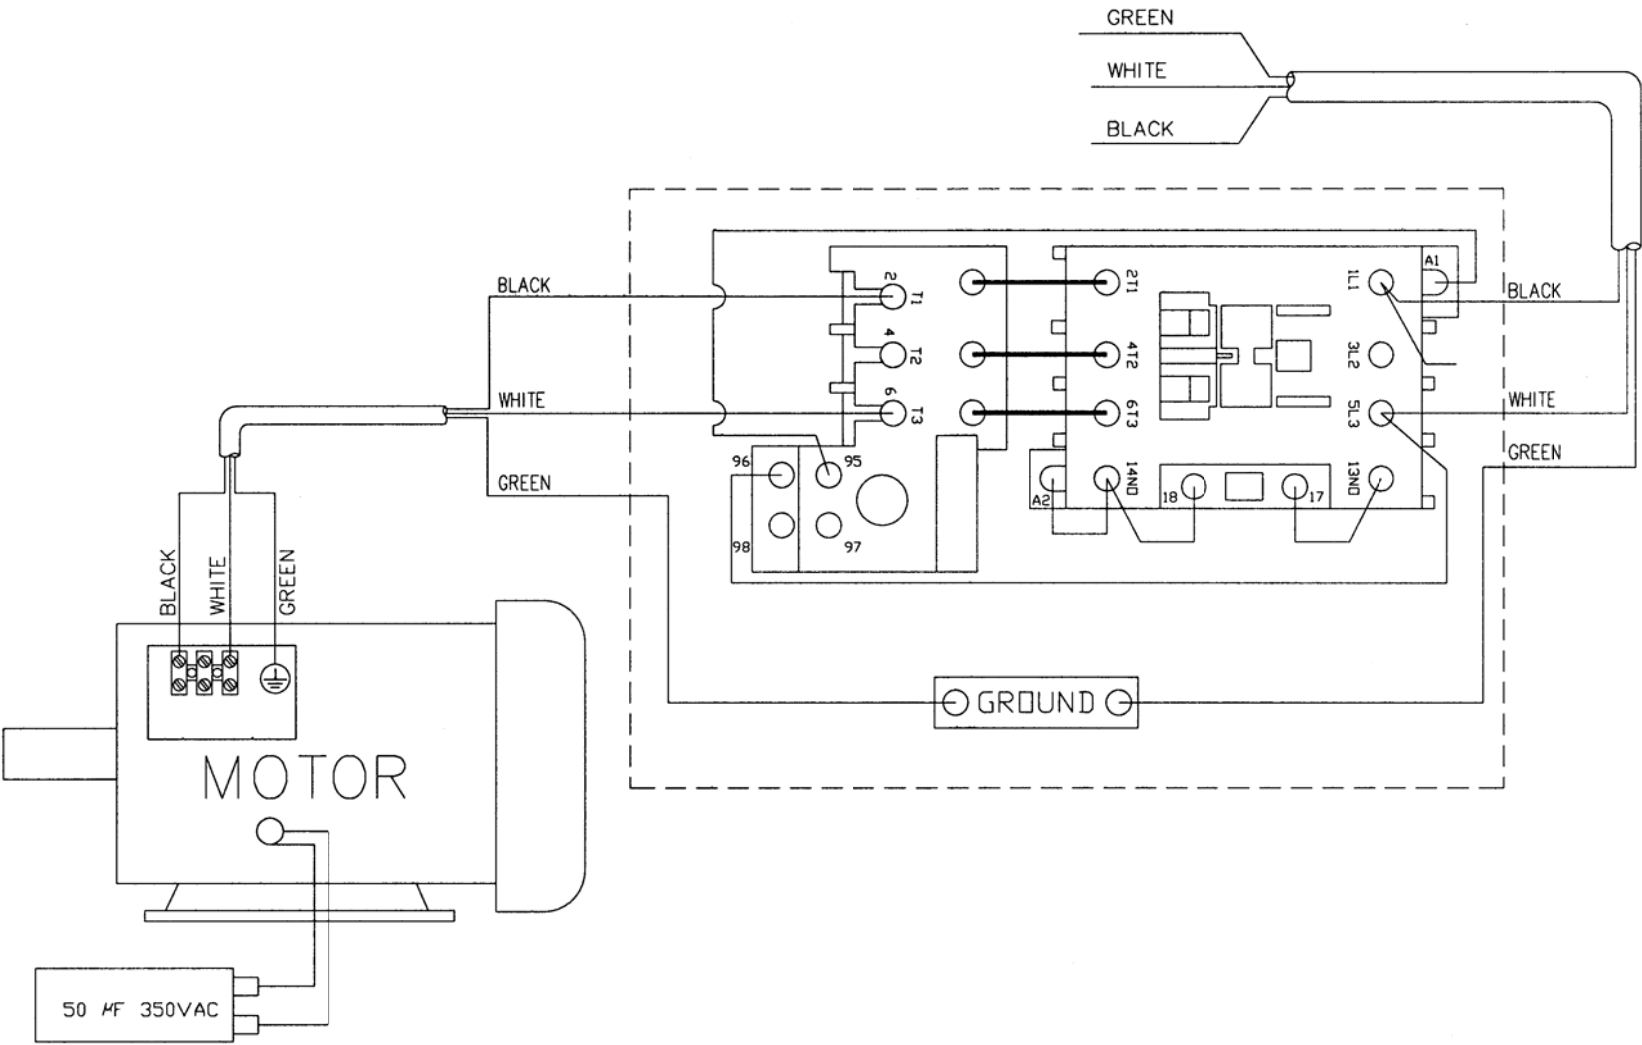 GREEN
WHITE
BLACK
A1
2
T1
2T1
1L1
BLACK
BLACK
4
T2
4T2
3L2
6
T3
6T3
5L3
WHITE
WHITE
96
95
14NO
18
17
13NO
GREEN
GREEN
A2
98
97
BLACK
WHITE
GREEN
GROUND
MOTOR
50 µF 350VAC